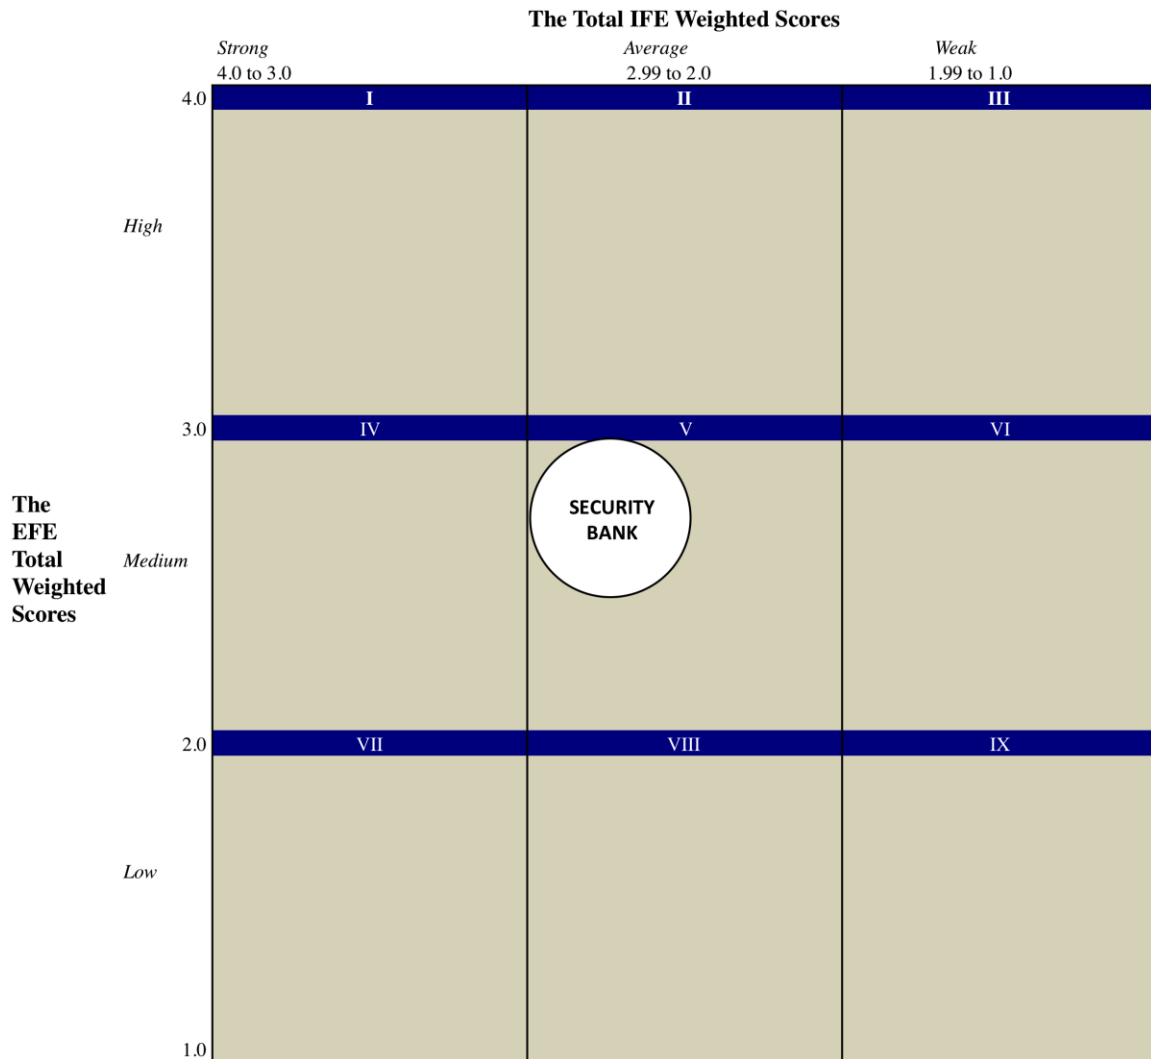 The Total IFE Weighted Scores
Strong Average Weak
4.0 to 3.0 2.99 to 2.0 1.99 to 1.0
4.0 I II III
High
3.0 IV V VI
SECURITY
BANK
The
EFE
Total
Weighted
Scores
Medium
2.0 VII VIII IX
Low
1.0